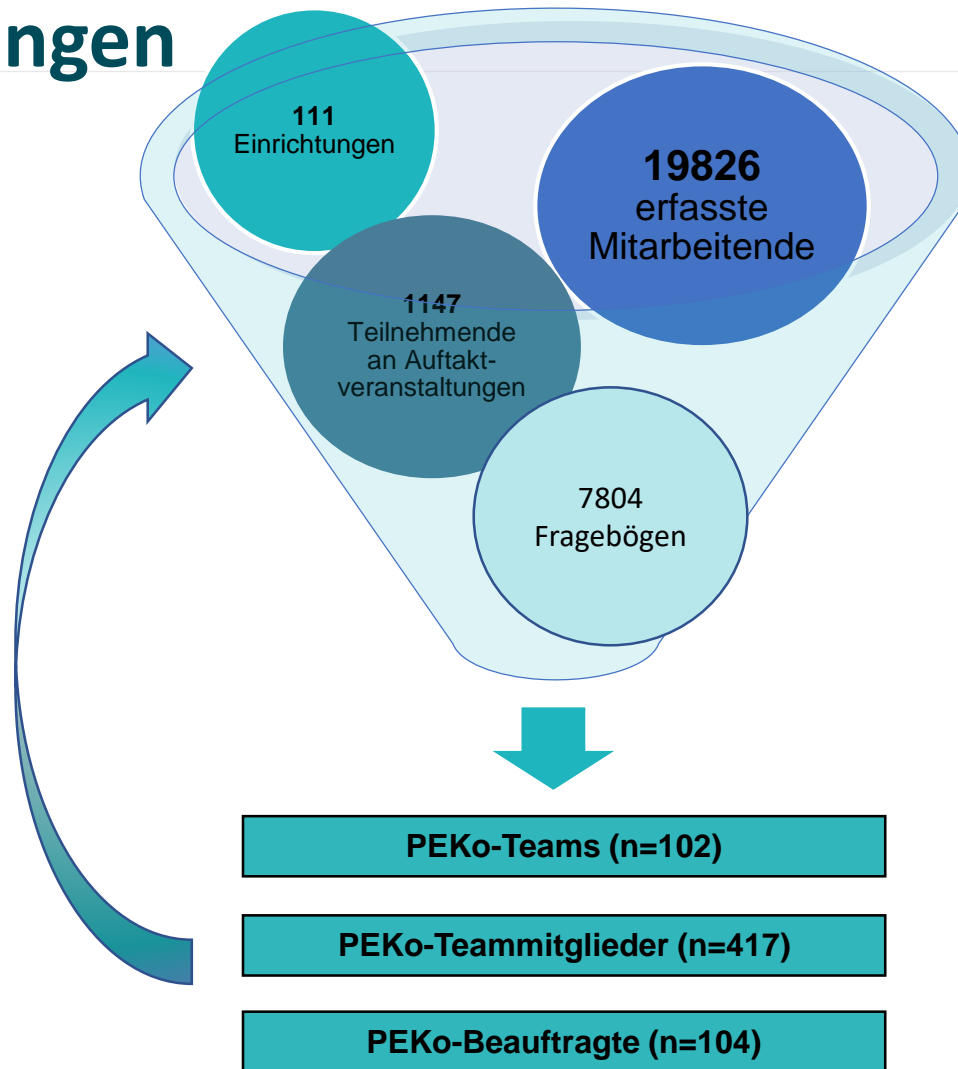 ngen
111
Einrichtungen
19826
erfasste
Mitarbeitende
1147
Teilnehmende
an Auftakt-
veranstaltungen
7804
Fragebögen
PEKo-Teams (n=102)
PEKo-Teammitglieder (n=417)
PEKo-Beauftragte (n=104)